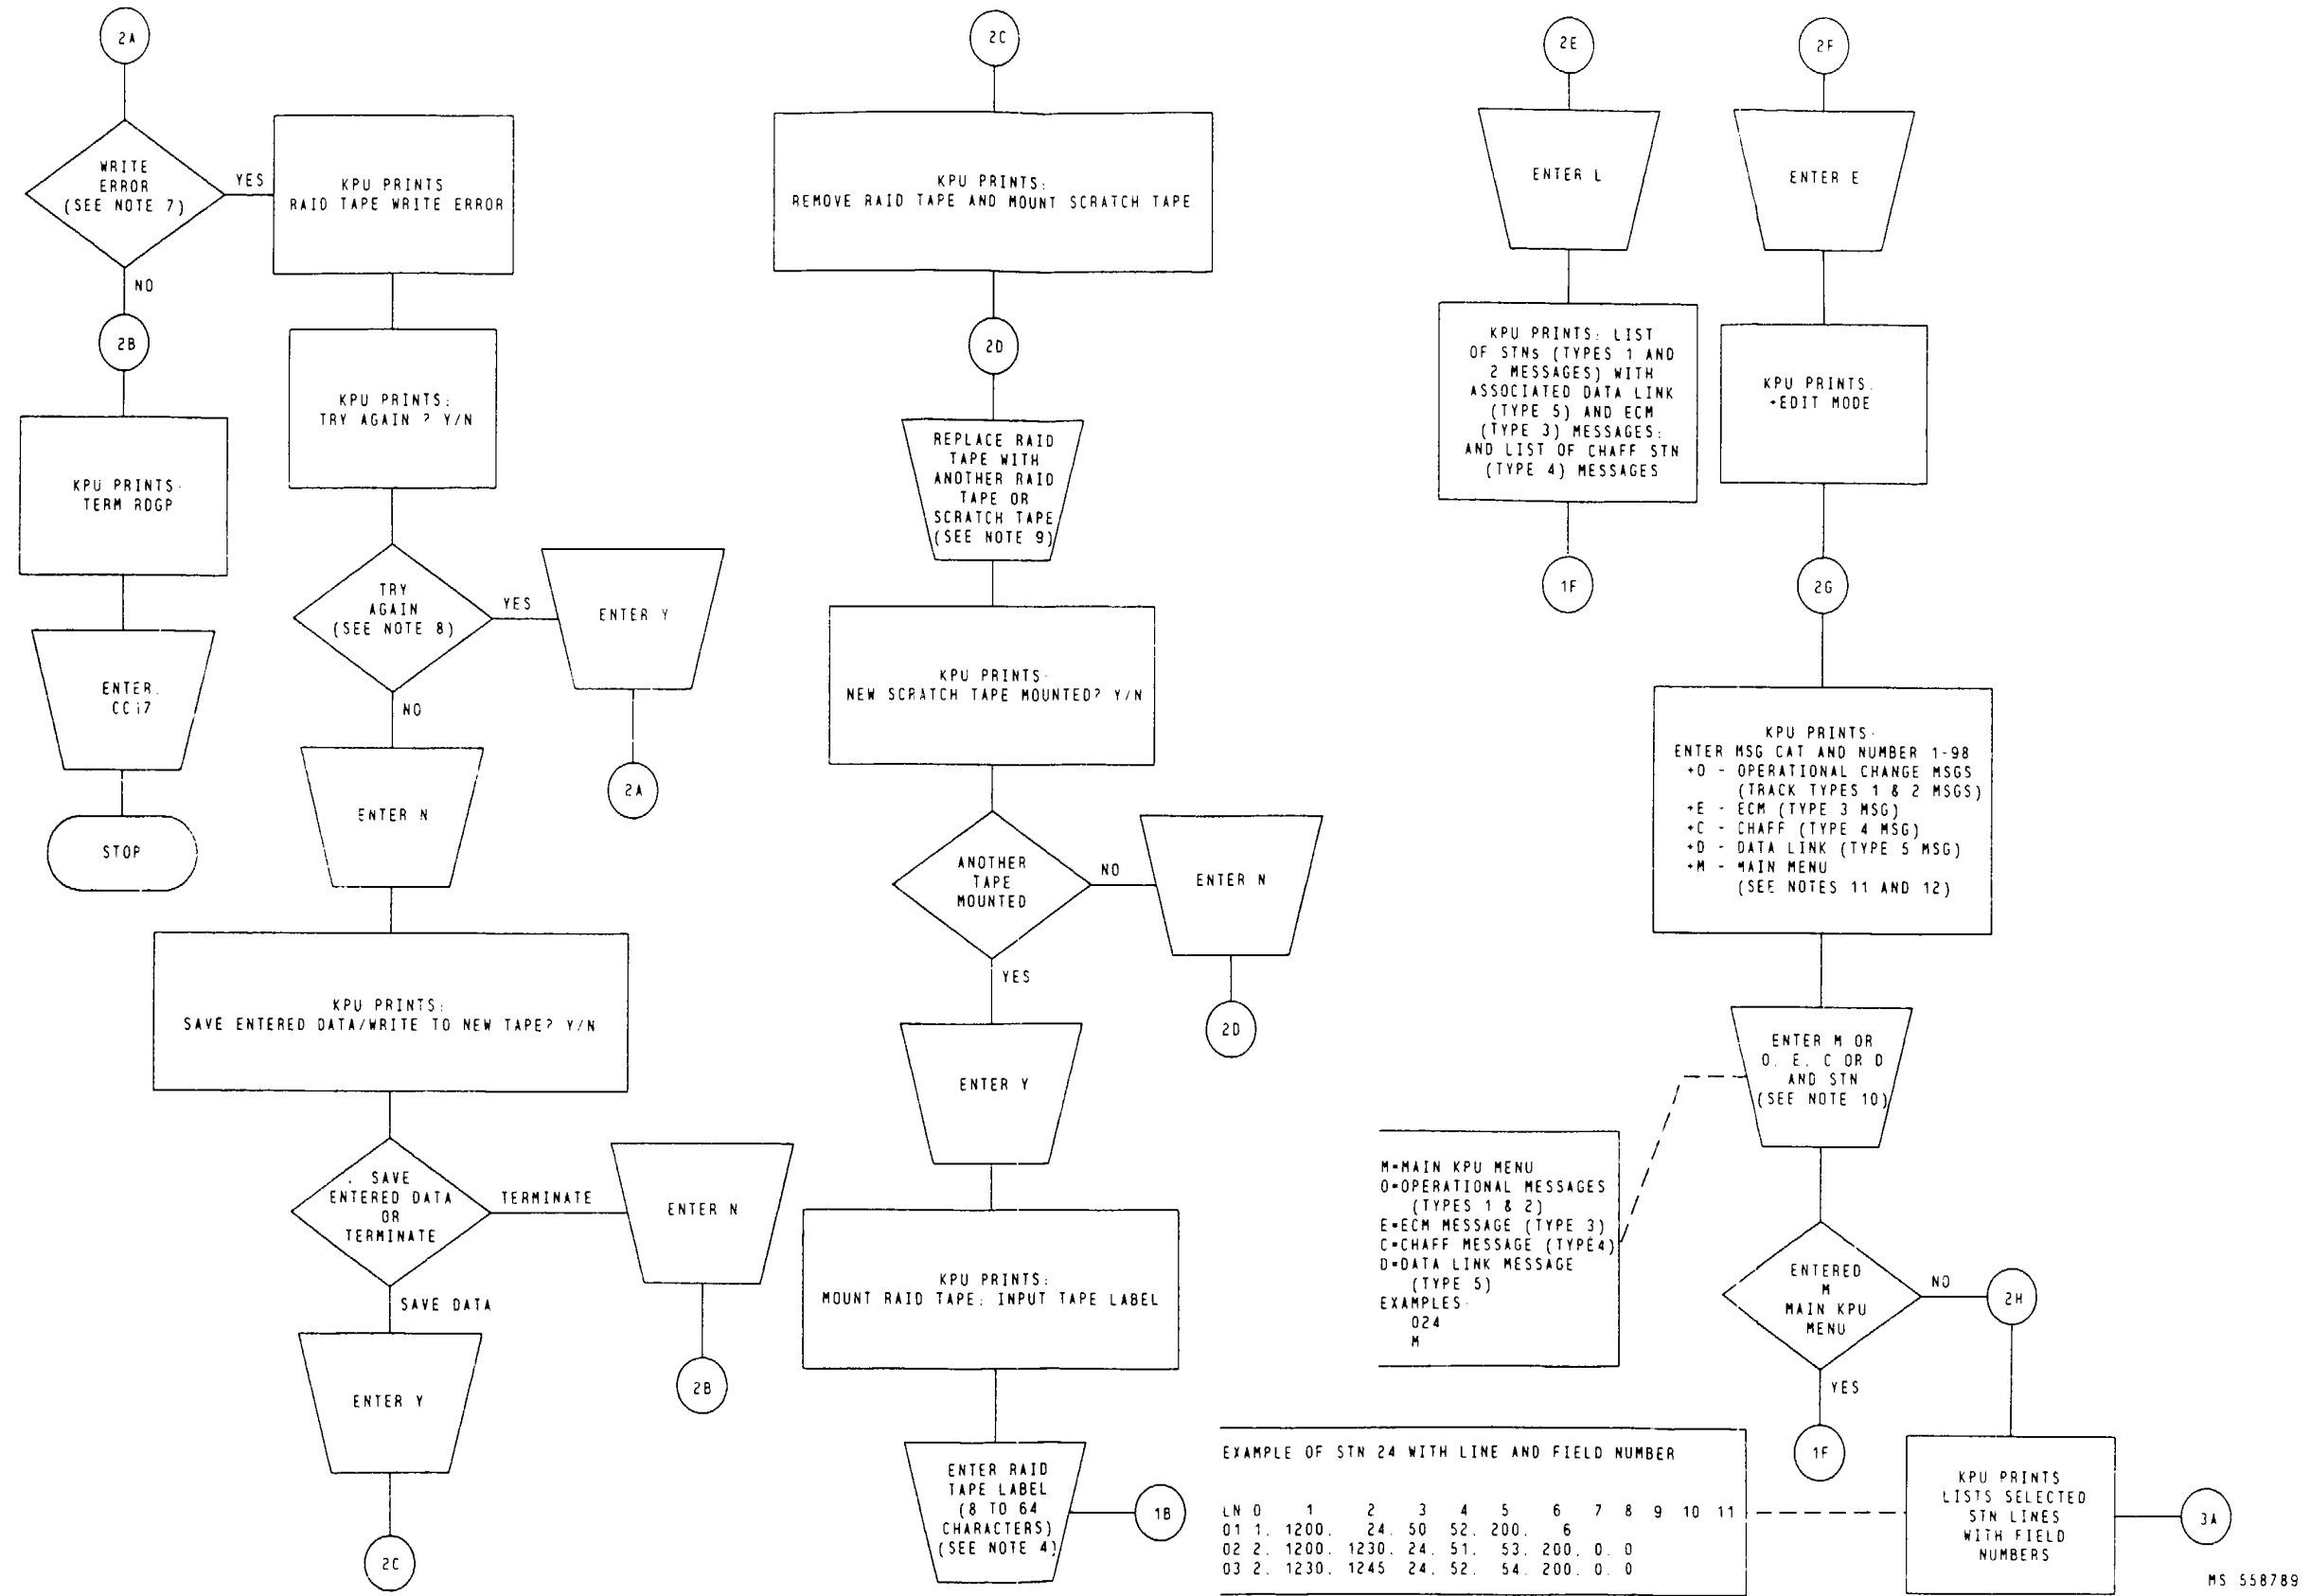 2A
WRITE
ERROR
(SEE NOTE 7)
YES
NO
KPU PRINTS
RAID TAPE WRITE ERROR
2B
KPU PRINTS:
TERM RDGP
ENTER.
STOP
KPU PRINTS:
TRY AGAIN ? Y/N
TRY
AGAIN
(SEE NOTE 8)
YES
NO
ENTER Y
2A
ENTER N
KPU PRINTS:
SAVE ENTERED DATA/WRITE TO NEW TAPE? Y/N
SAVE
ENTERED DATA
OR
TERMINATE
TERMINATE
SAVE DATA
ENTER N
2B
ENTER Y
2C
2C
KPU PRINTS:
REMOVE RAID TAPE AND MOUNT SCRATCH TAPE
2D
REPLACE RAID
TAPE WITH
ANOTHER RAID
TAPE OR
SCRATCH TAPE
(SEE NOTE 9)
KPU PRINTS:
NEW SCRATCH TAPE MOUNTED? Y/N
ANOTHER
TAPE
MOUNTED
NO
YES
ENTER N
2D
ENTER Y
KPU PRINTS:
MOUNT RAID TAPE: INPUT TAPE LABEL
ENTER RAID
TAPE LABEL
(8 TO 64
CHARACTERS)
(SEE NOTE 4)
1B
2E
ENTER L
KPU PRINTS: LIST
OF STNs (TYPES 1 AND
2 MESSAGES) WITH
ASSOCIATED DATA LINK
(TYPE 5) AND ECM
(TYPE 3) MESSAGES:
AND LIST OF CHAFF STN
(TYPE 4) MESSAGES
1F
2F
ENTER E
KPU PRINTS.
+EDIT MODE
2G
KPU PRINTS:
ENTER MSG CAT AND NUMBER 1-98
+O - OPERATIONAL CHANGE MSGS
(TRACK TYPES 1 & 2 MSGS)
+E - ECM (TYPE 3 MSG)
+C - CHAFF (TYPE 4 MSG)
+D - DATA LINK (TYPE 5 MSG)
+M - MAIN MENU
(SEE NOTES 11 AND 12)
ENTER M OR
O, E, C OR D
AND STN
(SEE NOTE 10)
M=MAIN KPU MENU
O=OPERATIONAL MESSAGES
(TYPES 1 & 2)
E=ECM MESSAGE (TYPE 3)
C=CHAFF MESSAGE (TYPE4)
D=DATA LINK MESSAGE
(TYPE 5)
EXAMPLES:
O24
M
ENTERED
M
MAIN KPU
MENU
NO
YES
2H
1F
EXAMPLE OF STN 24 WITH LINE AND FIELD NUMBER
LN 0 1 2 3 4 5 6 7 8 9 10 11
01 1. 1200. 24. 50 52. 200. 6
02 2. 1200. 1230. 24. 51. 53. 200. 0. 0
03 2. 1230. 1245 24. 52. 54. 200. 0. 0
KPU PRINTS
LISTS SELECTED
STN LINES
WITH FIELD
NUMBERS
3A
MS 558789